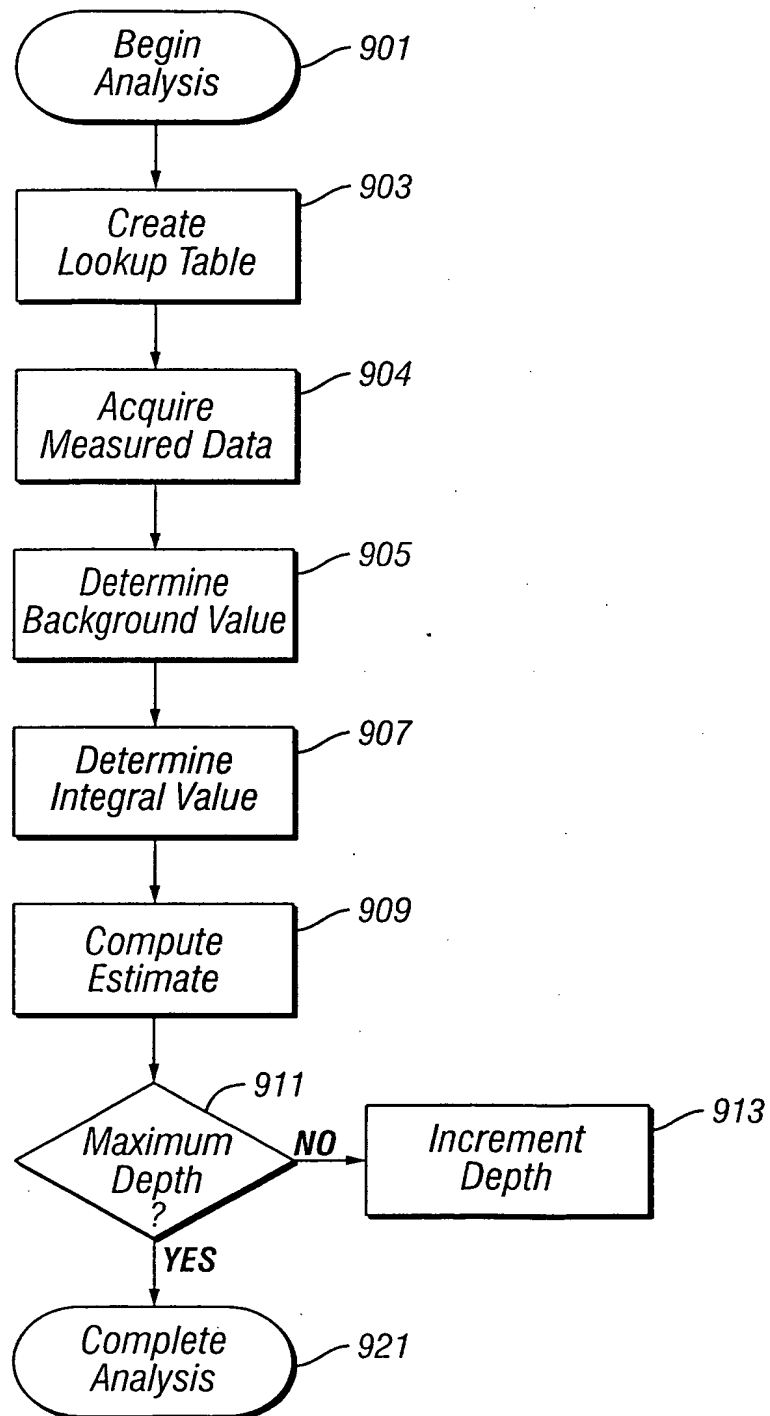 Begin
Analysis
901
903
Create
Lookup Table
904
Acquire
Measured Data
905
Determine
Background Value
907
Determine
Integral Value
909
Compute
Estimate
911
Maximum
Depth
?
NO
913
Increment
Depth
YES
Complete
Analysis
921